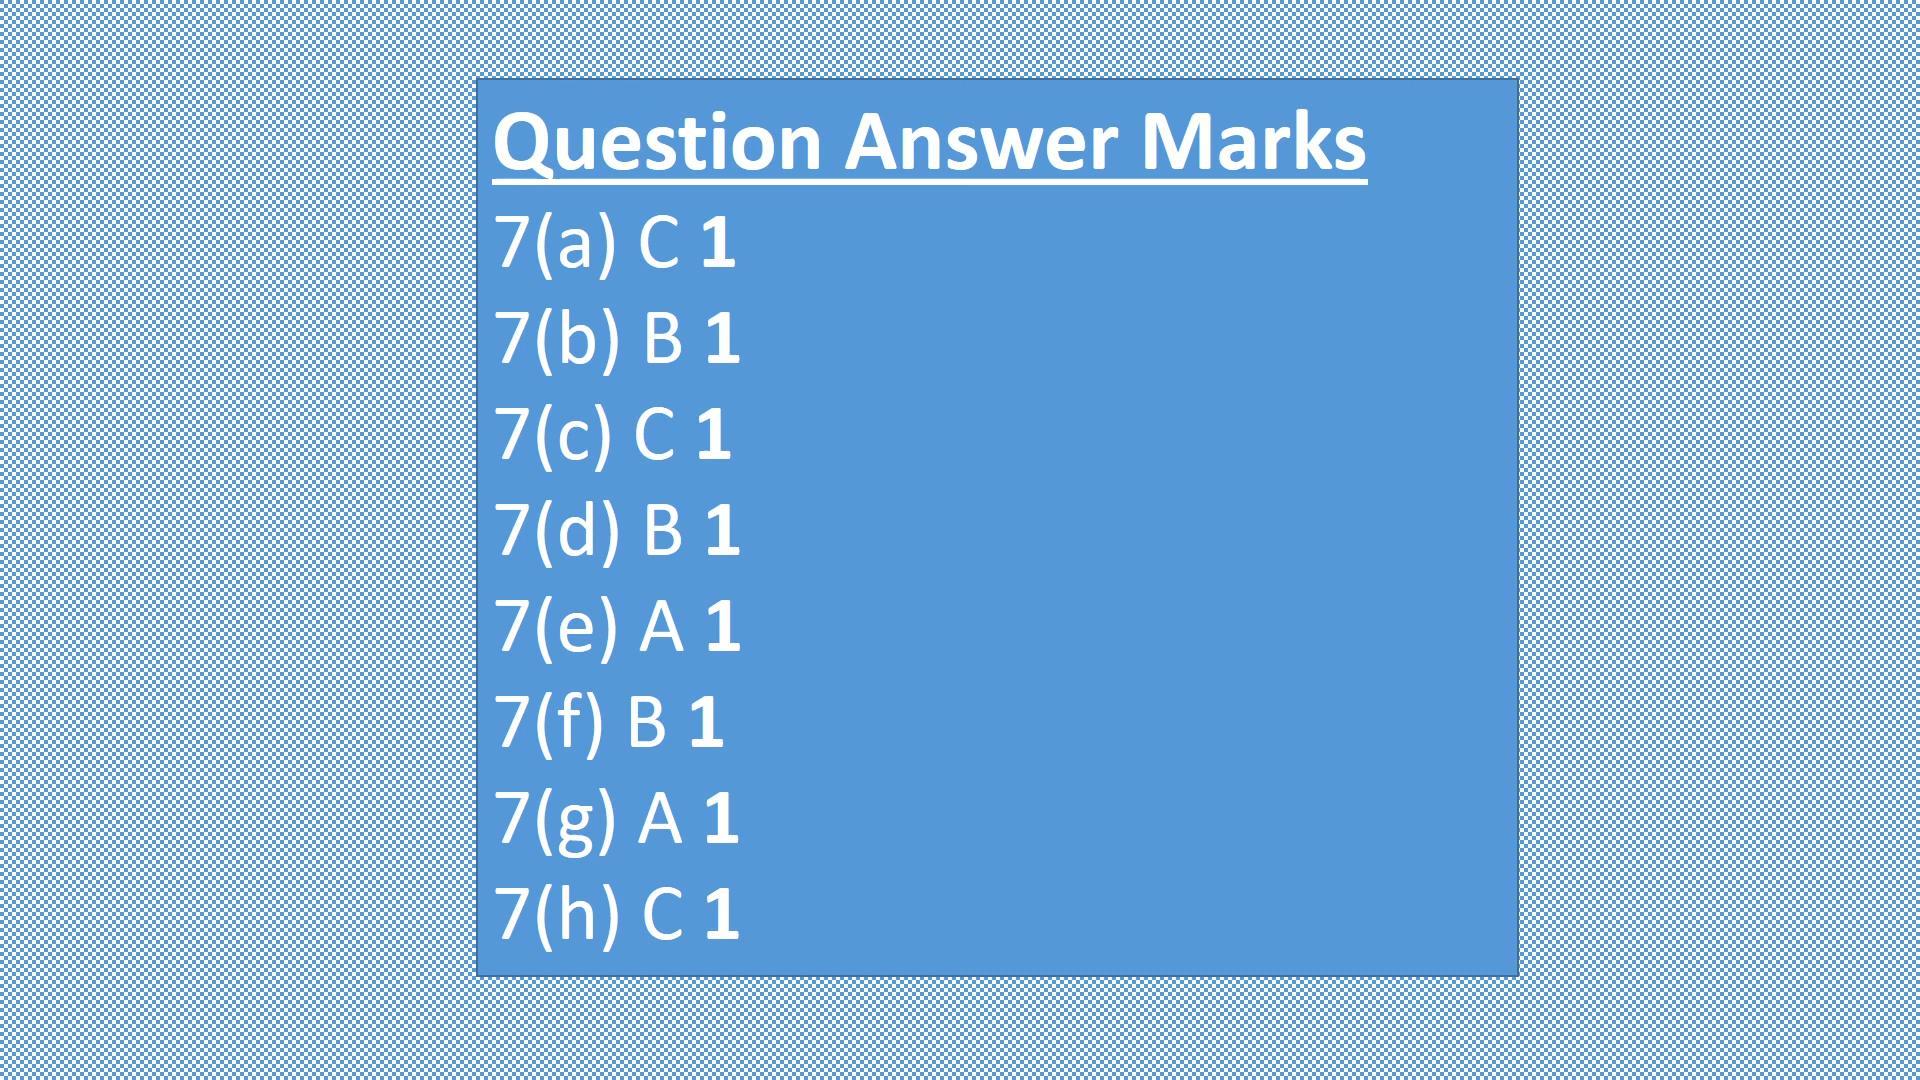 Question Answer Marks
7(a) C 1
7(b) B 1
7(c) C 1
7(d) B 1
7(e) A 1
7(f) B 1
7(g) A 1
7(h) C 1